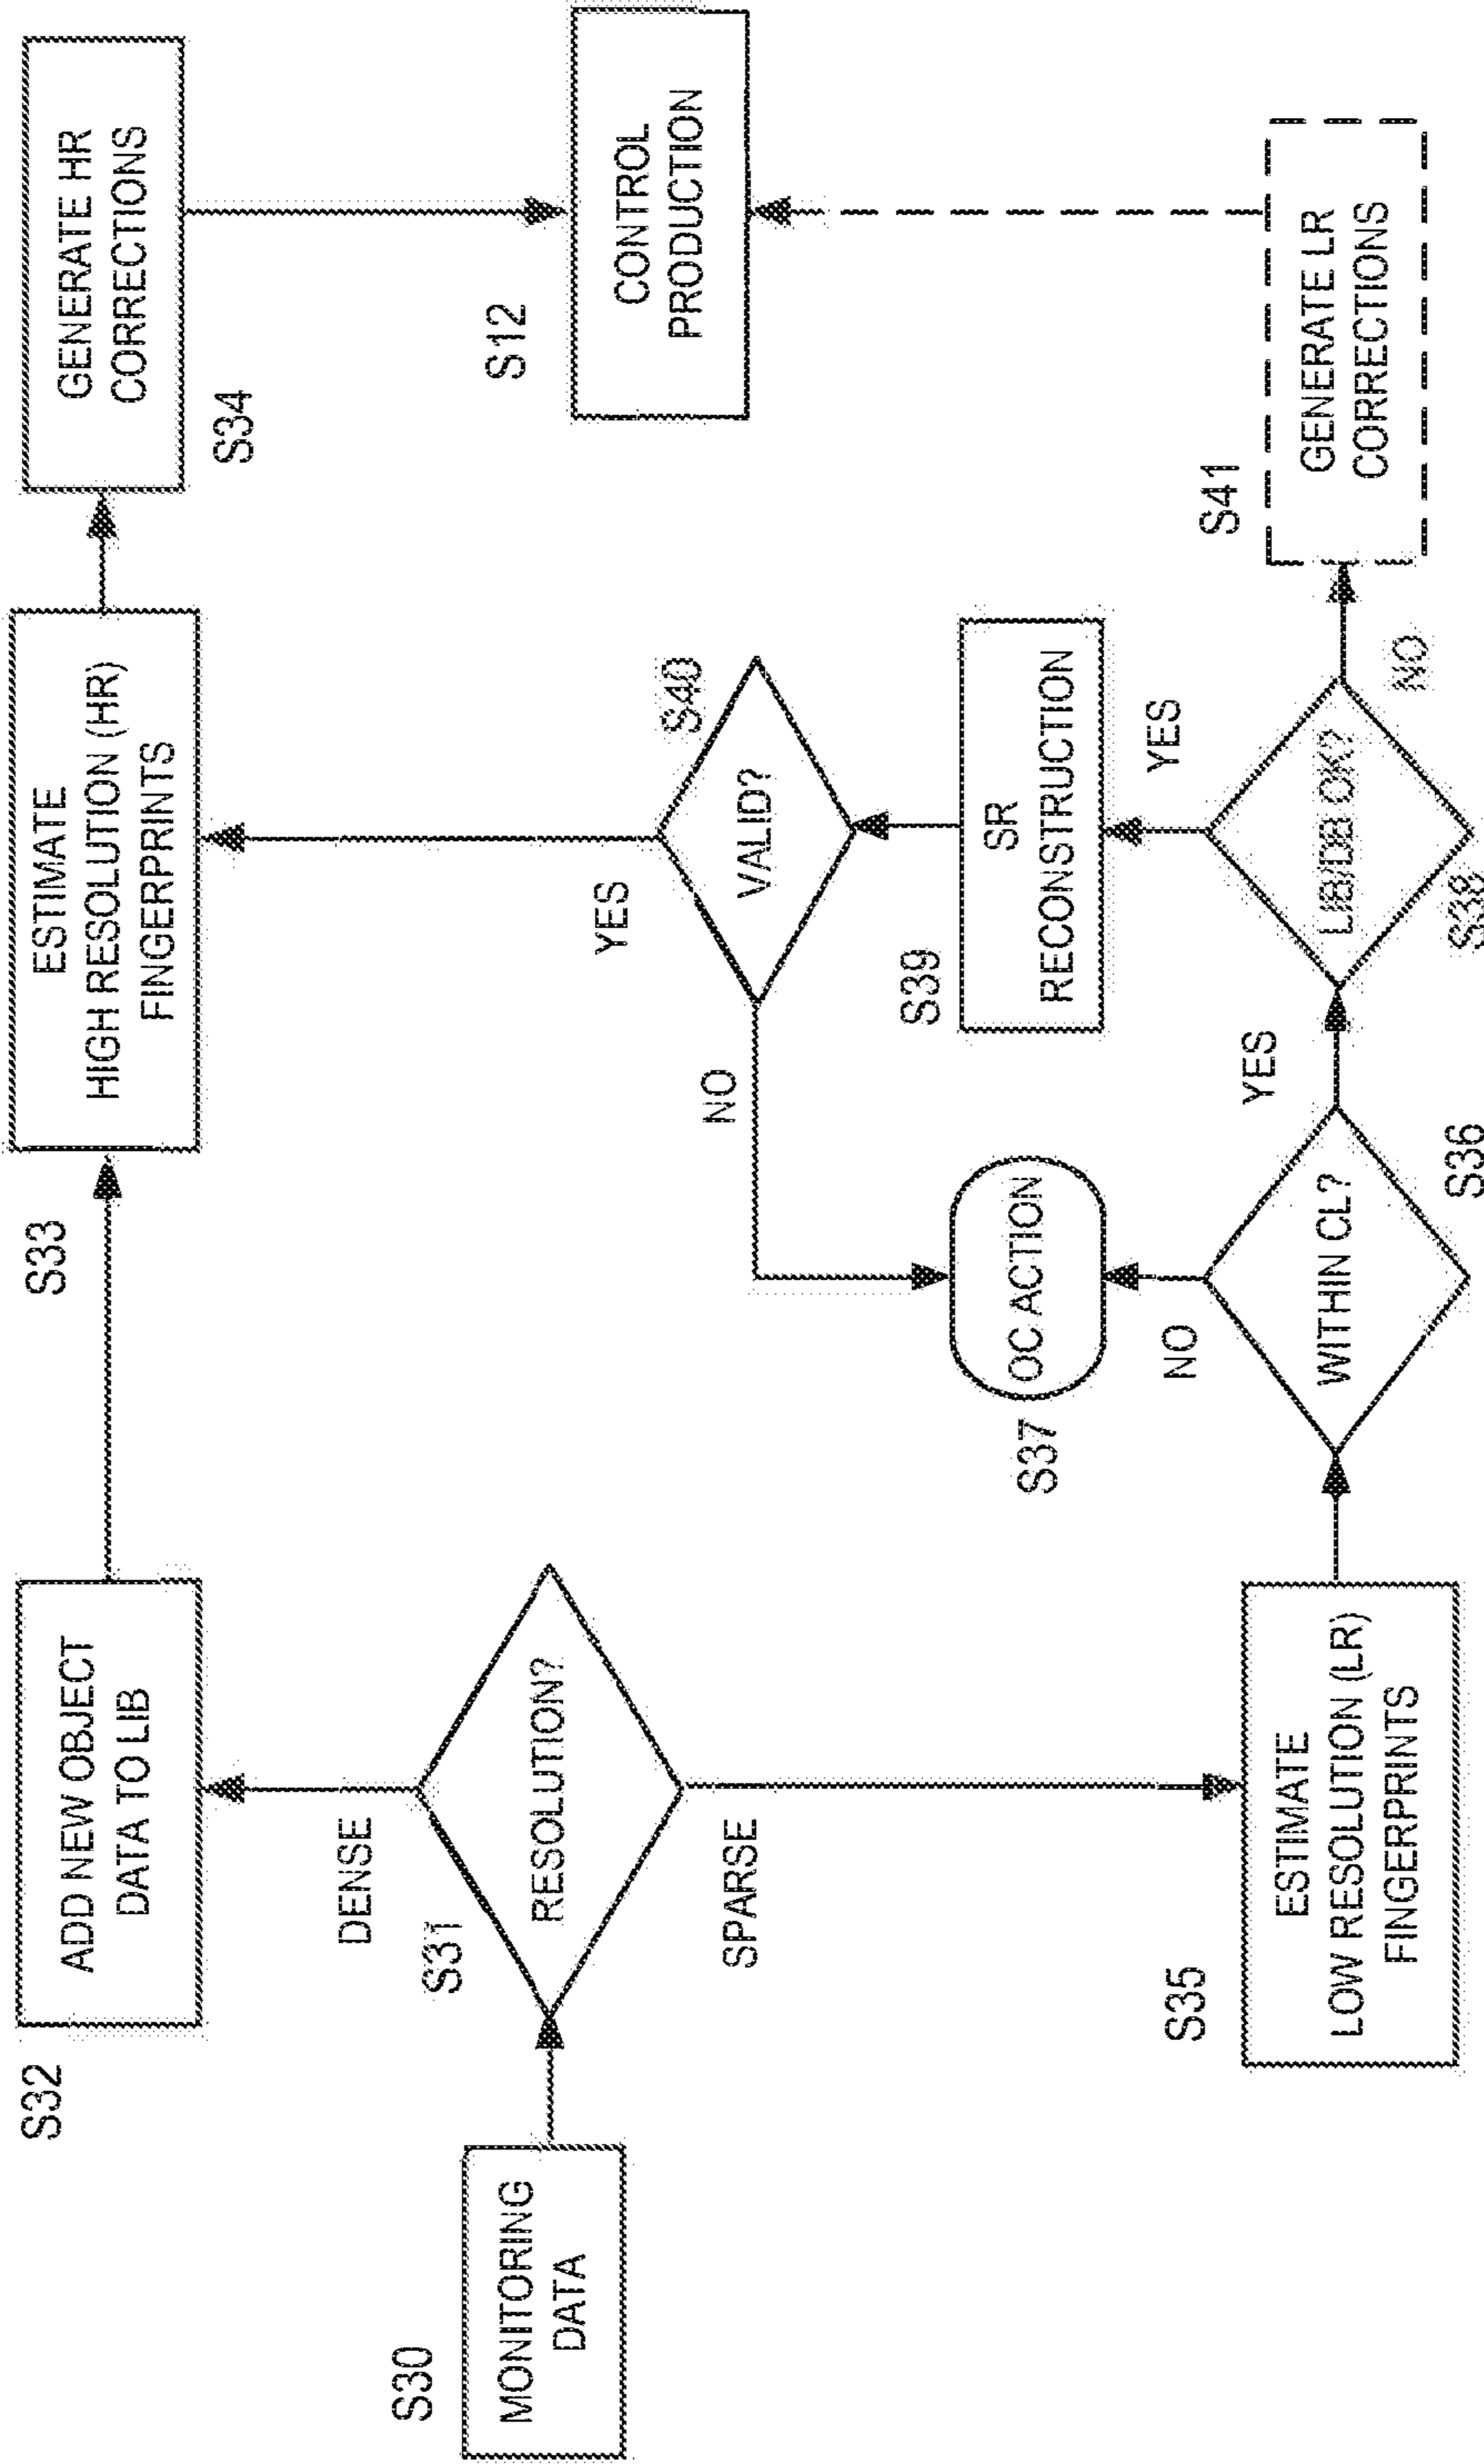 S30
MONITORING
DATA
S31
RESOLUTION?
DENSE
SPARSE
S32
ADD NEW OBJECT
DATA TO LIB
S33
ESTIMATE
HIGH RESOLUTION (HR)
FINGERPRINTS
S34
GENERATE HR
CORRECTIONS
S12
CONTROL
PRODUCTION
S35
ESTIMATE
LOW RESOLUTION (LR)
FINGERPRINTS
S36
WITHIN CL?
NO
YES
S37
OC ACTION
S38
LIB/DB OK?
YES
NO
S39
SR
RECONSTRUCTION
S40
VALID?
NO
YES
S41
GENERATE LR
CORRECTIONS